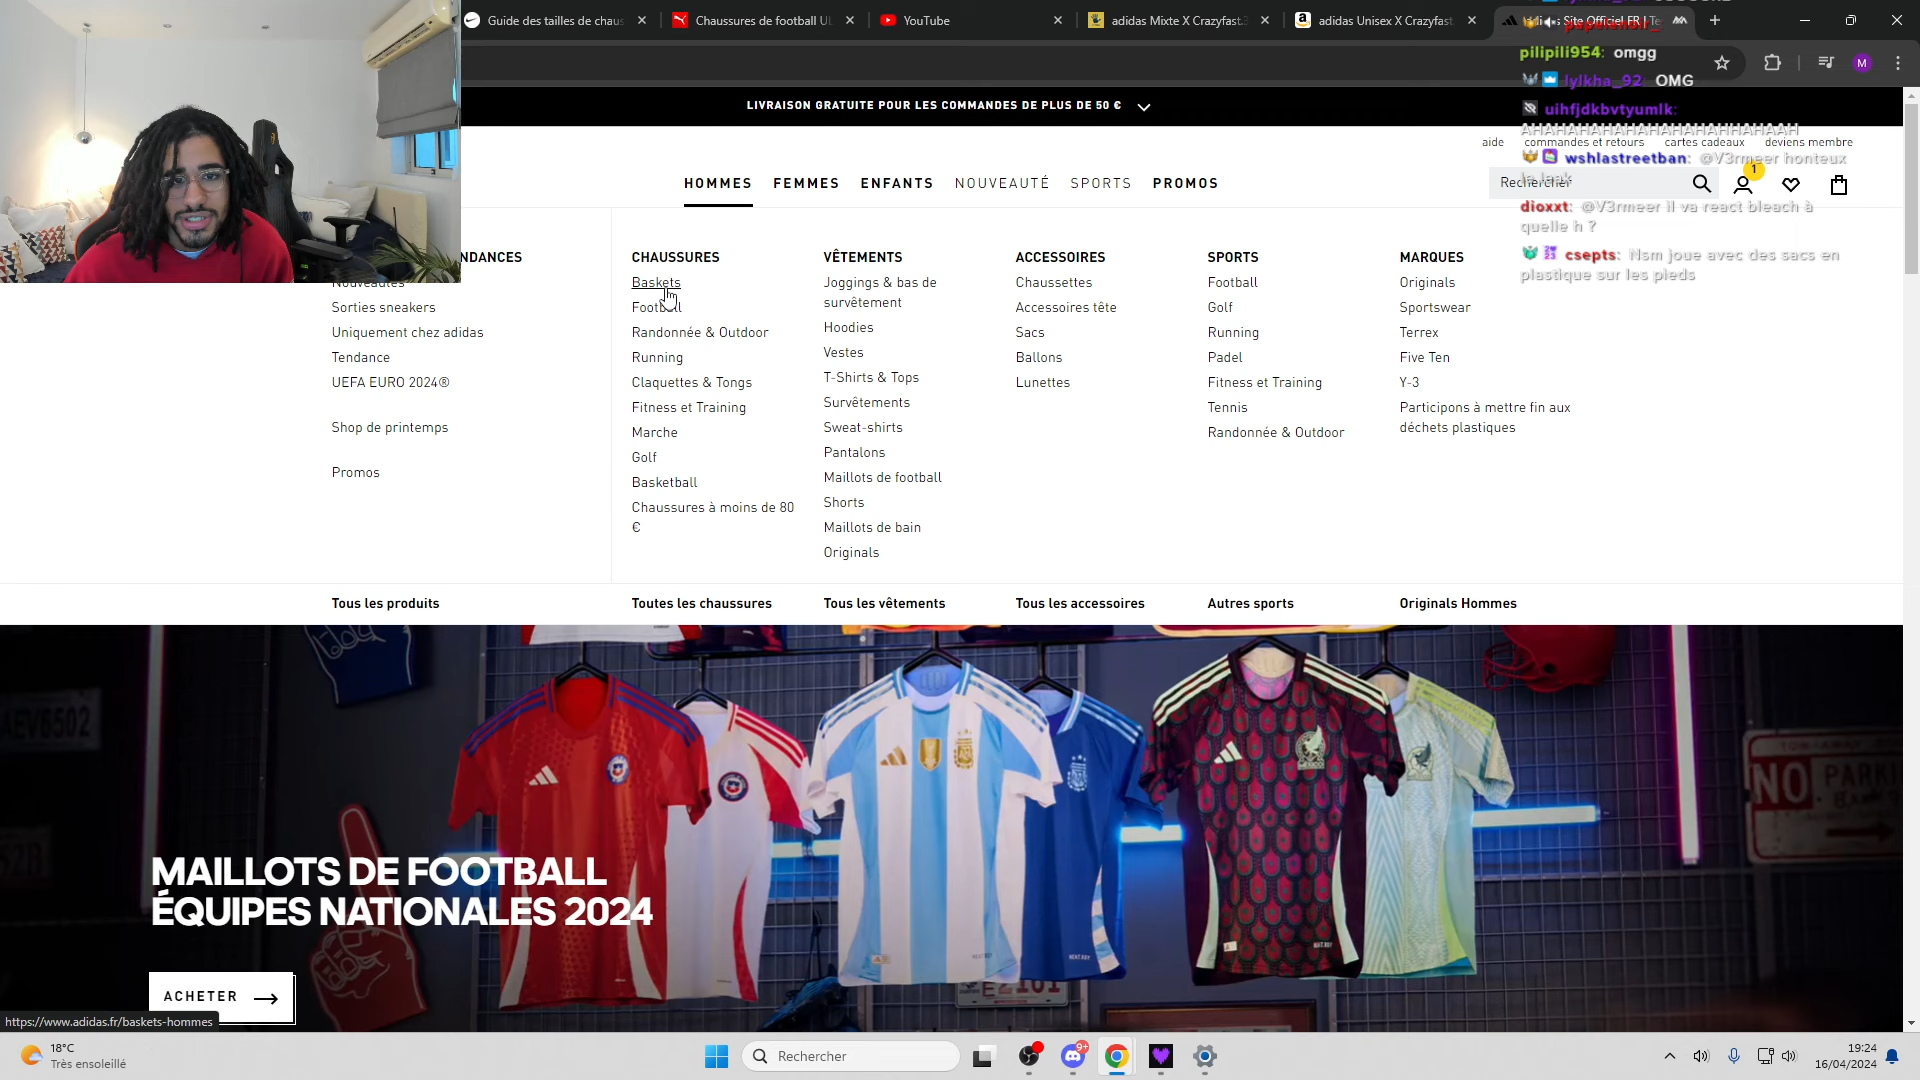 Guide des tailles de chaus
Chaussures de football UL
YouTube
adidas Mixte X Crazyfast.3
adidas Unisex X Crazyfast
Site Officiel FR | Te
pilipili954: omgg
lylkha_92: OMG
M
uihfjdkbvtyumlk:
AHAHAHAHAHAHAHAHHAHAAH
LIVRAISON GRATUITE POUR LES COMMANDES DE PLUS DE 50 €
aide
commandes et retours
cartes cadeaux
deviens membre
wshlastreetban: @V3rmeer honteux
HOMMES
FEMMES
ENFANTS
NOUVEAUTÉ
SPORTS
PROMOS
Rechercher
1
dioxxt: @V3rmeer il va react bleach à
quelle h ?
csepts: Nsm joue avec des sacs en
plastique sur les pieds
NDANCES
Nouveautés
Sorties sneakers
Uniquement chez adidas
Tendance
UEFA EURO 2024®
Shop de printemps
Promos
CHAUSSURES
Baskets
Football
Randonnée & Outdoor
Running
Claquettes & Tongs
Fitness et Training
Marche
Golf
Basketball
Chaussures à moins de 80
€
VÊTEMENTS
Joggings & bas de
survêtement
Hoodies
Vestes
T-Shirts & Tops
Survêtements
Sweat-shirts
Pantalons
Maillots de football
Shorts
Maillots de bain
Originals
ACCESSOIRES
Chaussettes
Accessoires tête
Sacs
Ballons
Lunettes
SPORTS
Football
Golf
Running
Padel
Fitness et Training
Tennis
Randonnée & Outdoor
MARQUES
Originals
Sportswear
Terrex
Five Ten
Y-3
Participons à mettre fin aux
déchets plastiques
Tous les produits
Toutes les chaussures
Tous les vêtements
Tous les accessoires
Autres sports
Originals Hommes
NO PARKI
MAILLOTS DE FOOTBALL
ÉQUIPES NATIONALES 2024
ACHETER
https://www.adidas.fr/baskets-hommes
18°C
Très ensoleillé
Rechercher
9+
19:24
16/04/2024